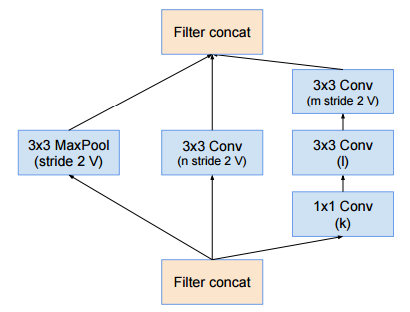 Filter concat
3x3 Conv
(m stride 2 V)
3x3 MaxPool
(stride 2 V)
3x3 Conv
(n stride 2 V)
3x3 Conv
(l)
1x1 Conv
(k)
Filter concat